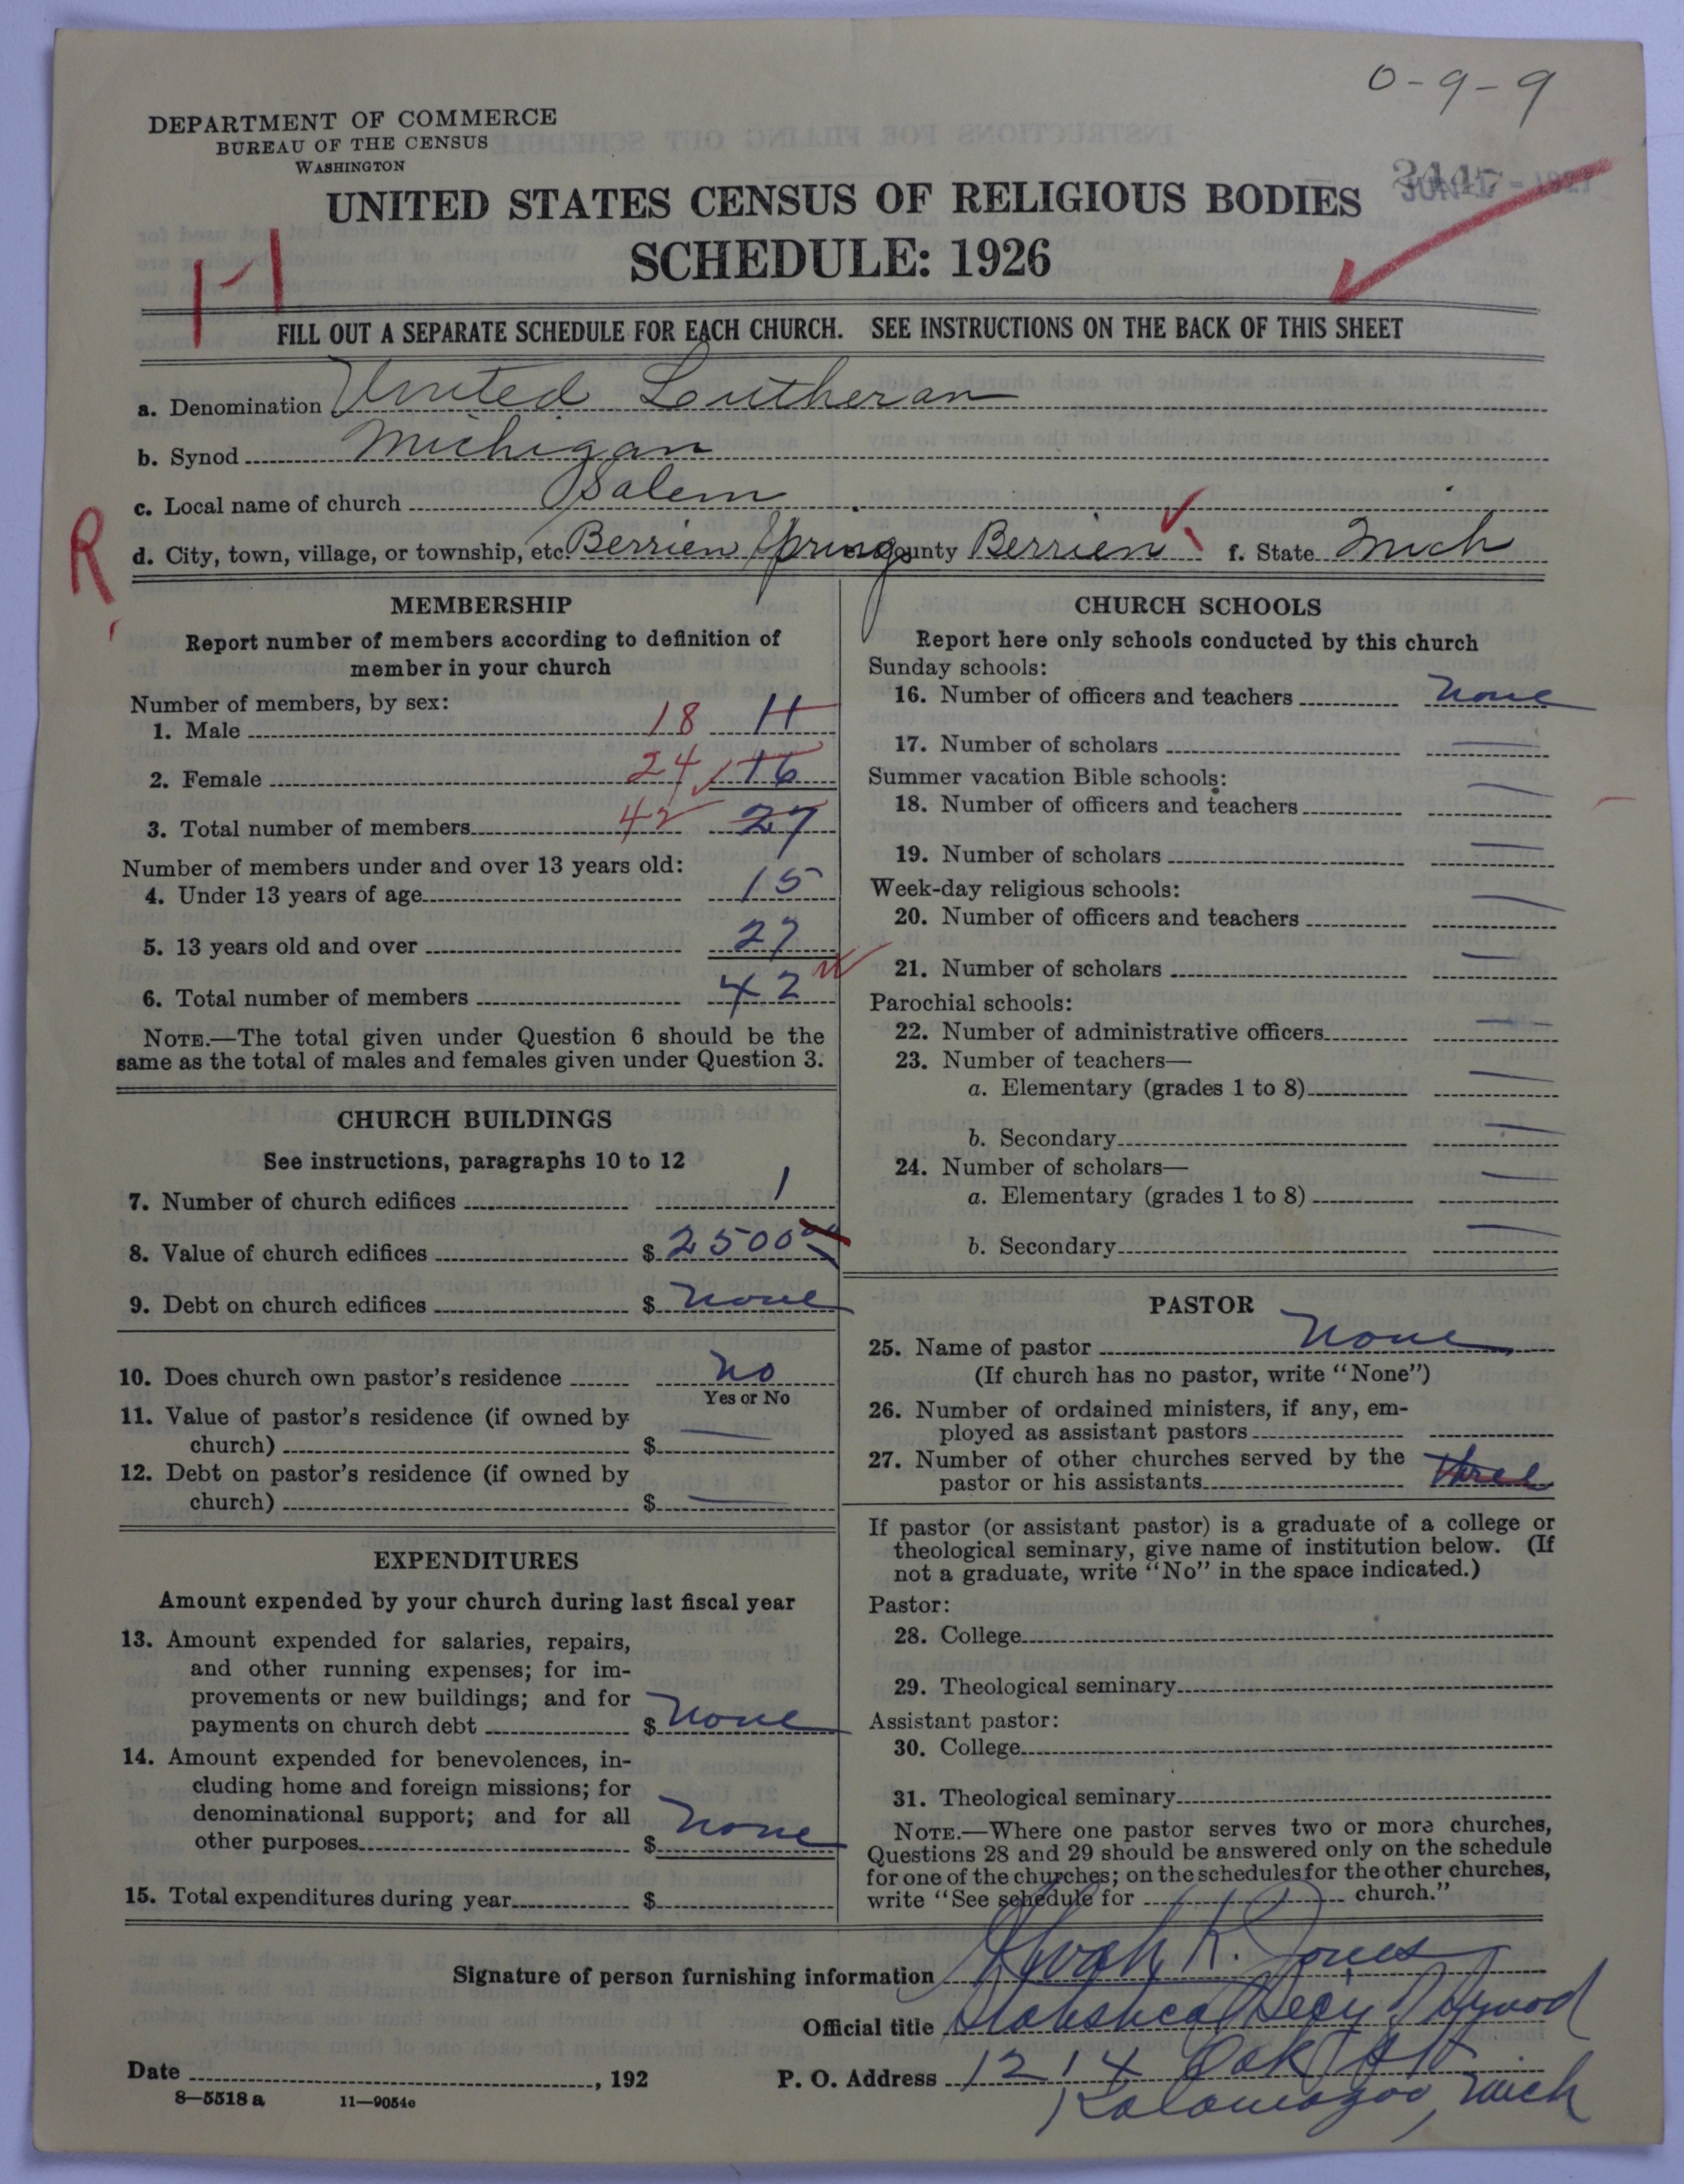 0-9-9
DEPARTMENT OF COMMERCE
BUREAU OF THE CENSUS
WASHINGTON
UNITED STATES CENSUS OF RELIGIOUS BODIES
SCHEDULE: 1926
FILL OUT A SEPARATE SCHEDULE FOR EACH CHURCH. SEE INSTRUCTIONS ON THE BACK OF THIS SHEET
a. Denomination United Lutheran
b. Synod Michigan
c. Local name of church Salem
R
d. City, town, village, or township, etc. Berrien Springs County Berrien f. State Mich
MEMBERSHIP
Report number of members according to definition of
member in your church
Number of members, by sex:
1. Male 18 11
2. Female 24 16
3. Total number of members 42 27
Number of members under and over 13 years old:
4. Under 13 years of age 15
5. 13 years old and over 27
6. Total number of members 42
NOTE.—The total given under Question 6 should be the
same as the total of males and females given under Question 3.
CHURCH BUILDINGS
See instructions, paragraphs 10 to 12
7. Number of church edifices 1
8. Value of church edifices $ 2500 00
9. Debt on church edifices $ none
10. Does church own pastor's residence no
Yes or No
11. Value of pastor's residence (if owned by
church) $ —
12. Debt on pastor's residence (if owned by
church) $ —
EXPENDITURES
Amount expended by your church during last fiscal year
13. Amount expended for salaries, repairs,
and other running expenses; for im-
provements or new buildings; and for
payments on church debt $ none
14. Amount expended for benevolences, in-
cluding home and foreign missions; for
denominational support; and for all
other purposes $ none
15. Total expenditures during year $
CHURCH SCHOOLS
Report here only schools conducted by this church
Sunday schools:
16. Number of officers and teachers none
17. Number of scholars —
Summer vacation Bible schools:
18. Number of officers and teachers —
19. Number of scholars —
Week-day religious schools:
20. Number of officers and teachers —
21. Number of scholars —
Parochial schools:
22. Number of administrative officers —
23. Number of teachers—
a. Elementary (grades 1 to 8) —
b. Secondary —
24. Number of scholars—
a. Elementary (grades 1 to 8) —
b. Secondary —
PASTOR
25. Name of pastor None
(If church has no pastor, write "None")
26. Number of ordained ministers, if any, em-
ployed as assistant pastors
27. Number of other churches served by the
pastor or his assistants three
If pastor (or assistant pastor) is a graduate of a college or
theological seminary, give name of institution below. (If
not a graduate, write "No" in the space indicated.)
Pastor:
28. College
29. Theological seminary
Assistant pastor:
30. College
31. Theological seminary
NOTE.—Where one pastor serves two or more churches,
Questions 28 and 29 should be answered only on the schedule
for one of the churches; on the schedules for the other churches,
write "See schedule for church."
Signature of person furnishing information K. Jones
Official title Statistical Secy Synod
Date , 192 P. O. Address 1214 Oak St.
Kalamazoo, Mich
8—5518 a 11—9054c